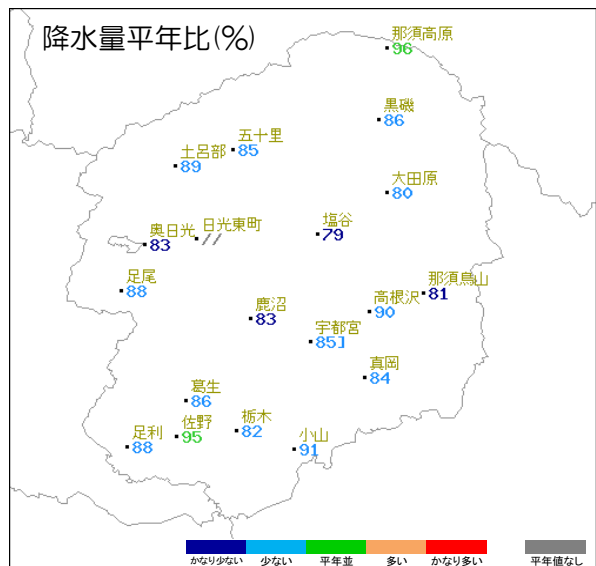 降水量平年比(%)
那須高原
96
黒磯
86
五十里
85
土呂部
89
大田原
80
日光東町
//
奥日光
83
塩谷
79
足尾
88
那須烏山
81
高根沢
90
鹿沼
83
宇都宮
85]
真岡
84
葛生
86
栃木
82
佐野
95
足利
88
小山
91
かなり少ない 少ない 平年並 多い かなり多い 平年値なし